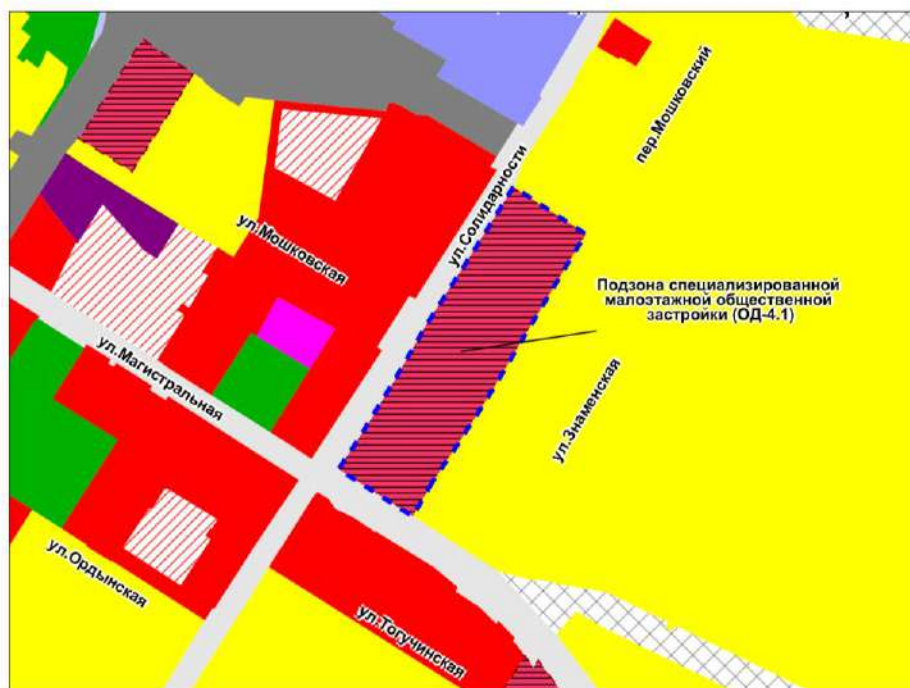 пер.Мошковский
ул.Солидарности
ул.Мошковская
Подзона специализированной
малоэтажной общественной
застройки (ОД-4.1)
ул.Магистральная
ул.Знаменская
ул.Ордынская
ул.Тогучинская